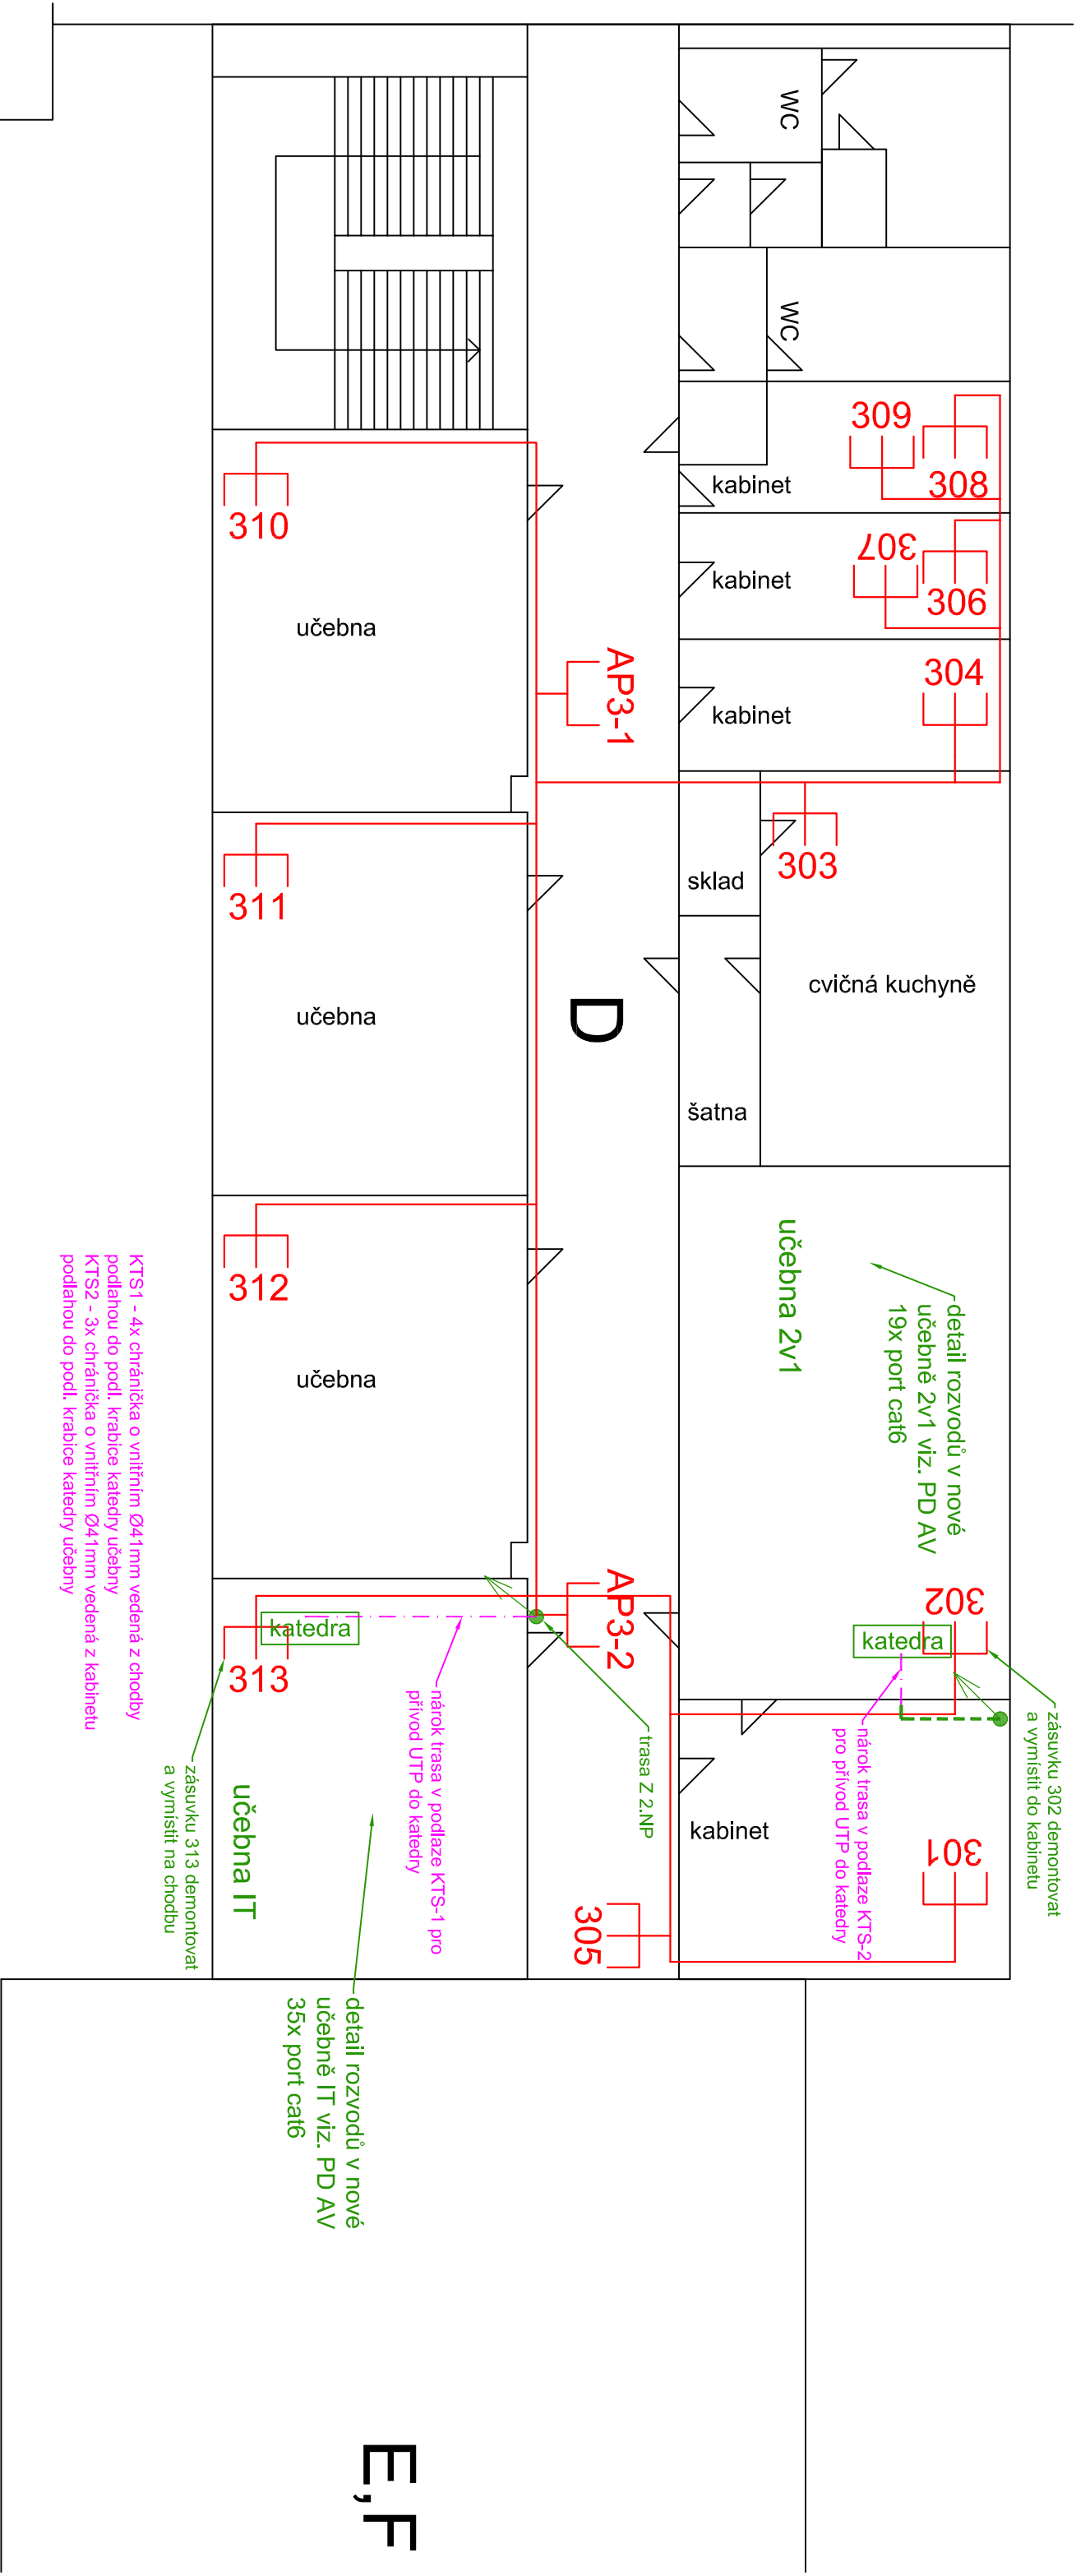 WC
WC
309
308
kabinet
307
306
kabinet
304
kabinet
310
učebna
AP3-1
303
sklad
cvičná kuchyně
311
učebna
D
šatna
učebna 2v1
detail rozvodů v nové
učebně 2v1 viz. PD AV
19x port cat6
312
učebna
KTS1 - 4x chránička o vnitřním Ø41mm vedená z chodby
podlahou do podl. krabice katedry učebny
KTS2 - 3x chránička o vnitřním Ø41mm vedená z kabinetu
podlahou do podl. krabice katedry učebny
AP3-2
302
katedra
katedra
313
zásuvku 302 demontovat
a vymístit do kabinetu
nárok trasa v podlaze KTS-2
pro přívod UTP do katedry
trasa Z 2.NP
nárok trasa v podlaze KTS-1 pro
přívod UTP do katedry
kabinet
301
305
zásuvku 313 demontovat
a vymístit na chodbu
učebna IT
detail rozvodů v nové
učebně IT viz. PD AV
35x port cat6
E,F